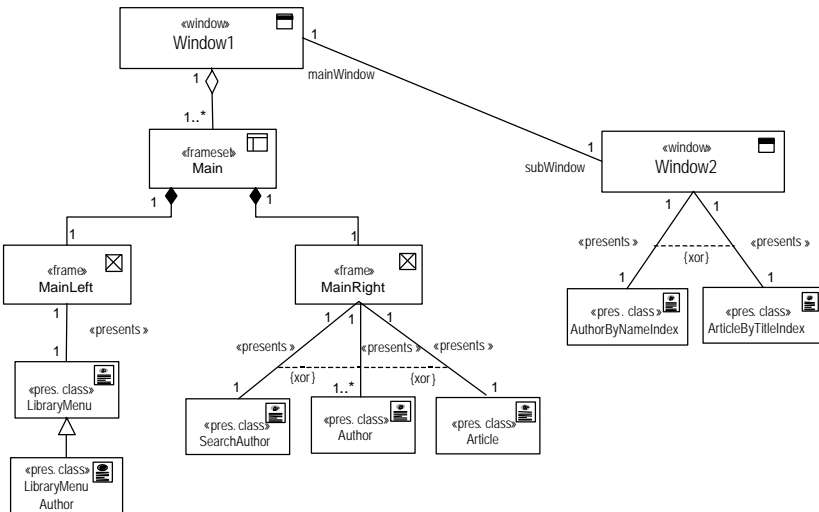 «window»
Window1
1
mainWindow
1
1..*
«frameset»
Main
1
1
1
subWindow
«window»
Window2
1
1
«presents »
«presents »
{xor}
1
1
«pres. class»
AuthorByNameIndex
«pres. class»
ArticleByTitleIndex
1
1
«frame»
MainLeft
«frame»
MainRight
1
«presents »
1
1
1
1
«presents »
«presents »
«presents »
{xor}
{xor}
1
1..*
1
«pres. class»
LibraryMenu
«pres. class»
SearchAuthor
«pres. class»
Author
«pres. class»
Article
«pres. class»
LibraryMenu
Author